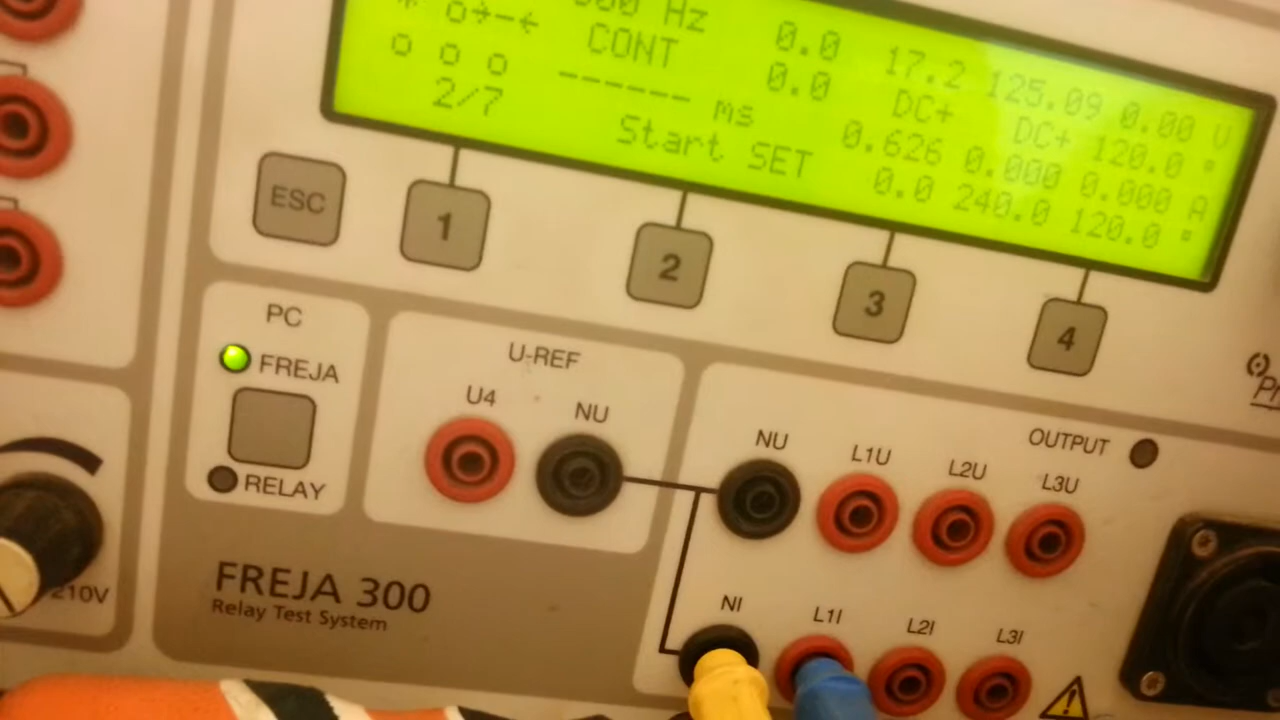 Hz 0.0 17.2 125.09 0.00 U
CONT 0.0 DC+ DC+ 120.0 °
------ ms 0.626 0.000 0.000 A
2/7 Start SET 0.0 240.0 120.0 °
ESC
1
2
3
4
PC
FREJA
RELAY
U-REF
U4
NU
NU
L1U
L2U
L3U
OUTPUT
210V
FREJA 300
Relay Test System
NI
L1I
L2I
L3I